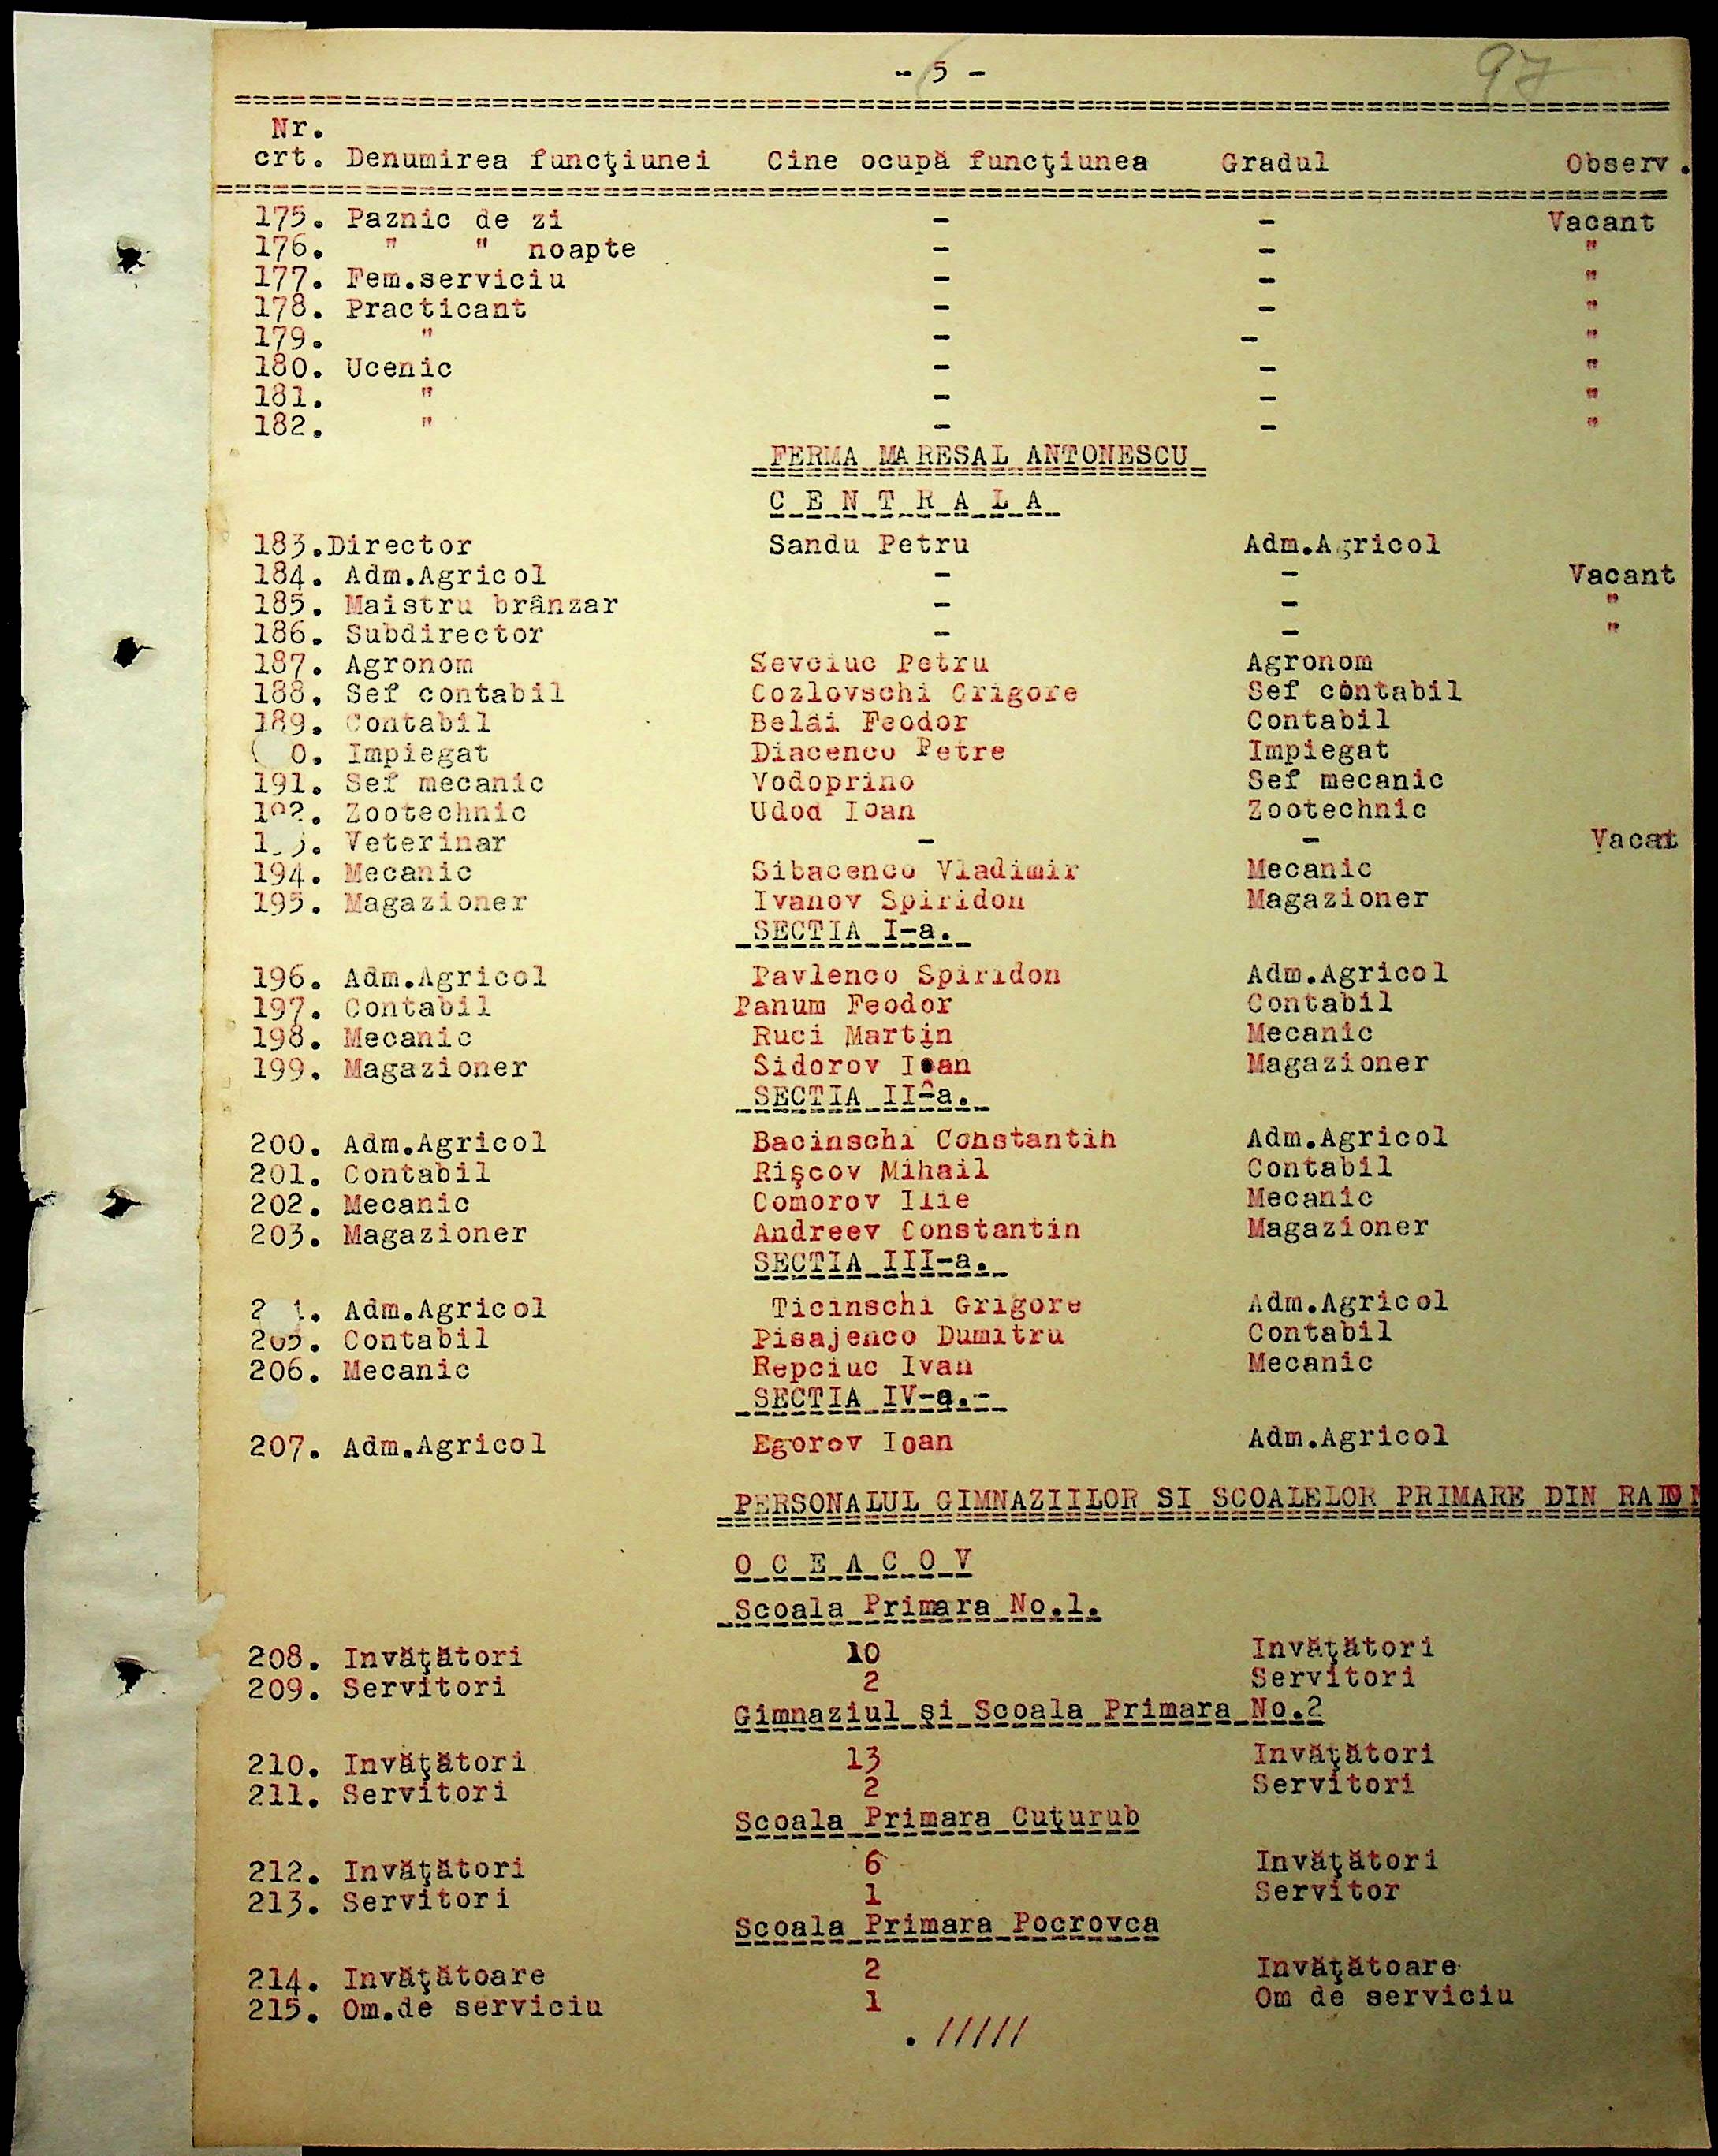 - 5 -
97
Nr.
crt. Denumirea funcţiunei Cine ocupă funcţiunea Gradul Observ.
175. Paznic de zi - - Vacant
176. " " noapte - - "
177. Fem.serviciu - - "
178. Practicant - - "
179. " - - "
180. Ucenic - - "
181. " - - "
182. " - - "
FERMA MARESAL ANTONESCU
C E N T R A L A
183.Director Sandu Petru Adm.Agricol
184. Adm.Agricol - - Vacant
185. Maistru brânzar - - "
186. Subdirector - - "
187. Agronom Sevciuc Petru Agronom
188. Sef contabil Cozlovschi Grigore Sef contabil
189. Contabil Belâi Feodor Contabil
0. Impiegat Diacenco Petre Impiegat
191. Sef mecanic Vodoprino Sef mecanic
192. Zootechnic Udod Ioan Zootechnic
Veterinar - - Vacat
194. Mecanic Sibacenco Vladimir Mecanic
195. Magazioner Ivanov Spiridon Magazioner
SECTIA I-a.
196. Adm.Agricol Pavlenco Spiridon Adm.Agricol
197. Contabil Panum Feodor Contabil
198. Mecanic Ruci Martin Mecanic
199. Magazioner Sidorov Ioan Magazioner
SECTIA II-a.
200. Adm.Agricol Bacinschi Constantin Adm.Agricol
201. Contabil Rişcov Mihail Contabil
202. Mecanic Comorov Ilie Mecanic
203. Magazioner Andreev Constantin Magazioner
SECTIA III-a.
Adm.Agricol Ticinschi Grigore Adm.Agricol
205. Contabil Pisajenco Dumitru Contabil
206. Mecanic Repciuc Ivan Mecanic
SECTIA IV-a.-
207. Adm.Agricol Egorov Ioan Adm.Agricol
PERSONALUL GIMNAZIILOR SI SCOALELOR PRIMARE DIN RAION
O C E A C O V
Scoala Primara No.1.
208. Invăţători 10 Invăţători
209. Servitori 2 Servitori
Gimnaziul şi Scoala Primara No.2
210. Invăţători 13 Invăţători
211. Servitori 2 Servitori
Scoala Primara Cuţurub
212. Invăţători 6 Invăţători
213. Servitori 1 Servitor
Scoala Primara Pocrovca
214. Invăţătoare 2 Invăţătoare
215. Om.de serviciu 1 Om de serviciu
./////